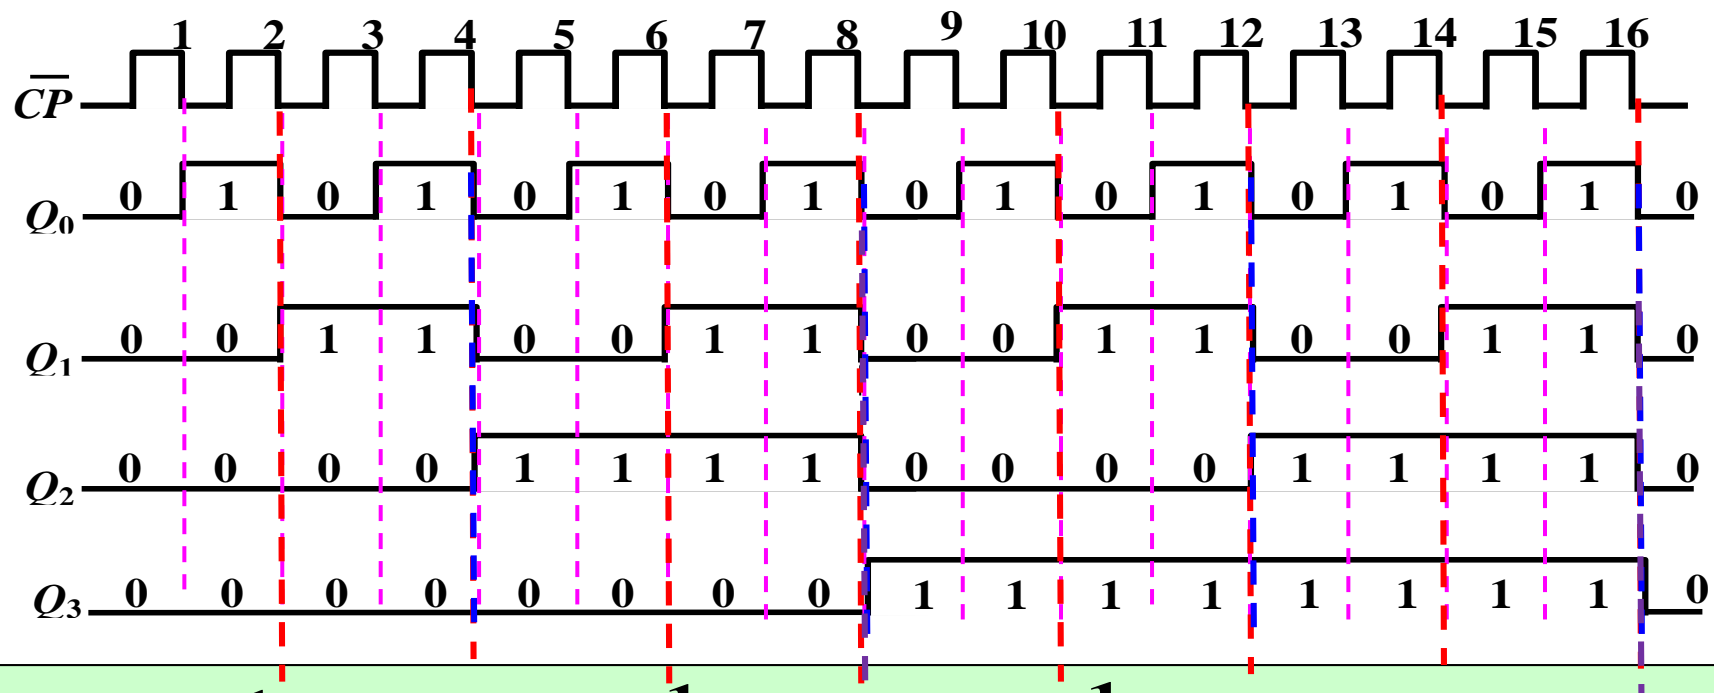 1 2 3 4 5 6 7 8 9 10 11 12 13 14 15 16
CP
0 1 0 1 0 1 0 1 0 1 0 1 0 1 0 1 0
Q0
0 0 1 1 0 0 1 1 0 0 1 1 0 0 1 1 0
Q1
0 0 0 0 1 1 1 1 0 0 0 0 1 1 1 1 0
Q2
0 0 0 0 0 0 0 0 1 1 1 1 1 1 1 1 0
Q3